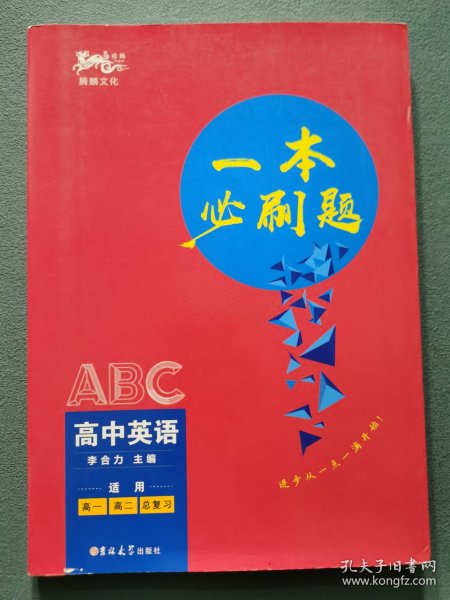 腾麟文化
一本
必刷题
进步从一点一滴开始！
ABC
高中英语
李合力 主编
适用
高一 高二 总复习
吉林大学出版社
孔夫子旧书网
www.kongfz.com